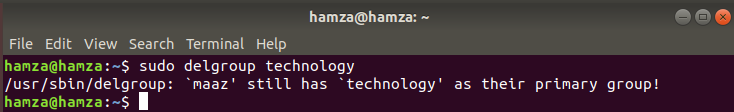 hamza@hamza: ~
File Edit View Search Terminal Help
hamza@hamza:~$ sudo delgroup technology
/usr/sbin/delgroup: `maaz' still has `technology' as their primary group!
hamza@hamza:~$